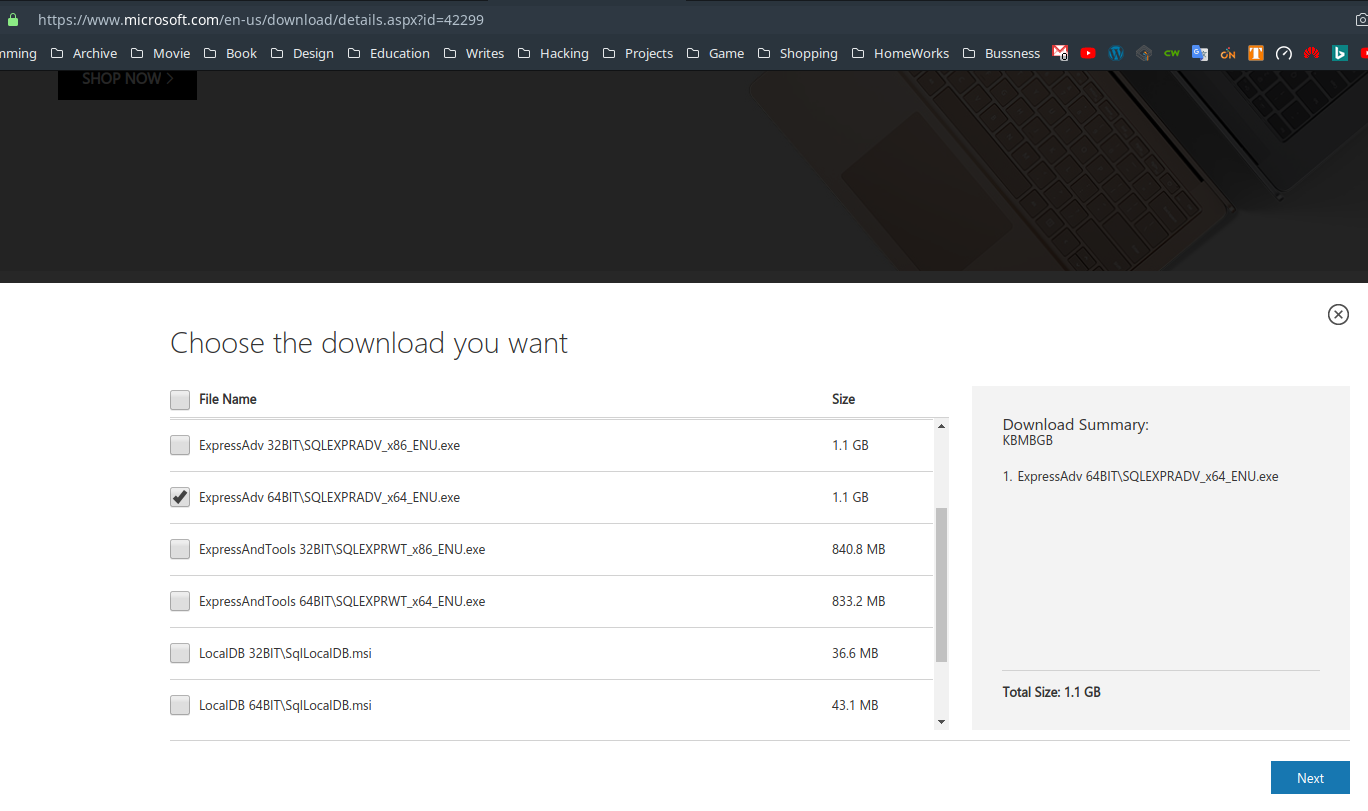 https://www.microsoft.com/en-us/download/details.aspx?id=42299
mming Archive Movie Book Design Education Writes Hacking Projects Game Shopping HomeWorks Bussness
SHOP NOW >
Choose the download you want
File Name Size
ExpressAdv 32BIT\SQLEXPRADV_x86_ENU.exe 1.1 GB
ExpressAdv 64BIT\SQLEXPRADV_x64_ENU.exe 1.1 GB
ExpressAndTools 32BIT\SQLEXPRWT_x86_ENU.exe 840.8 MB
ExpressAndTools 64BIT\SQLEXPRWT_x64_ENU.exe 833.2 MB
LocalDB 32BIT\SqlLocalDB.msi 36.6 MB
LocalDB 64BIT\SqlLocalDB.msi 43.1 MB
Download Summary:
KBMBGB
1. ExpressAdv 64BIT\SQLEXPRADV_x64_ENU.exe
Total Size: 1.1 GB
Next